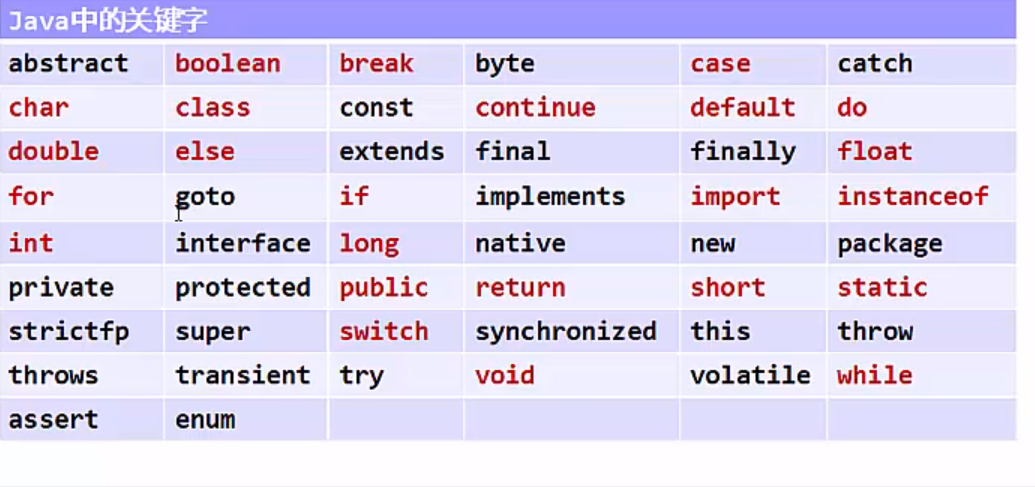 Java中的关键字
abstract boolean break byte case catch
char class const continue default do
double else extends final finally float
for goto if implements import instanceof
int interface long native new package
private protected public return short static
strictfp super switch synchronized this throw
throws transient try void volatile while
assert enum